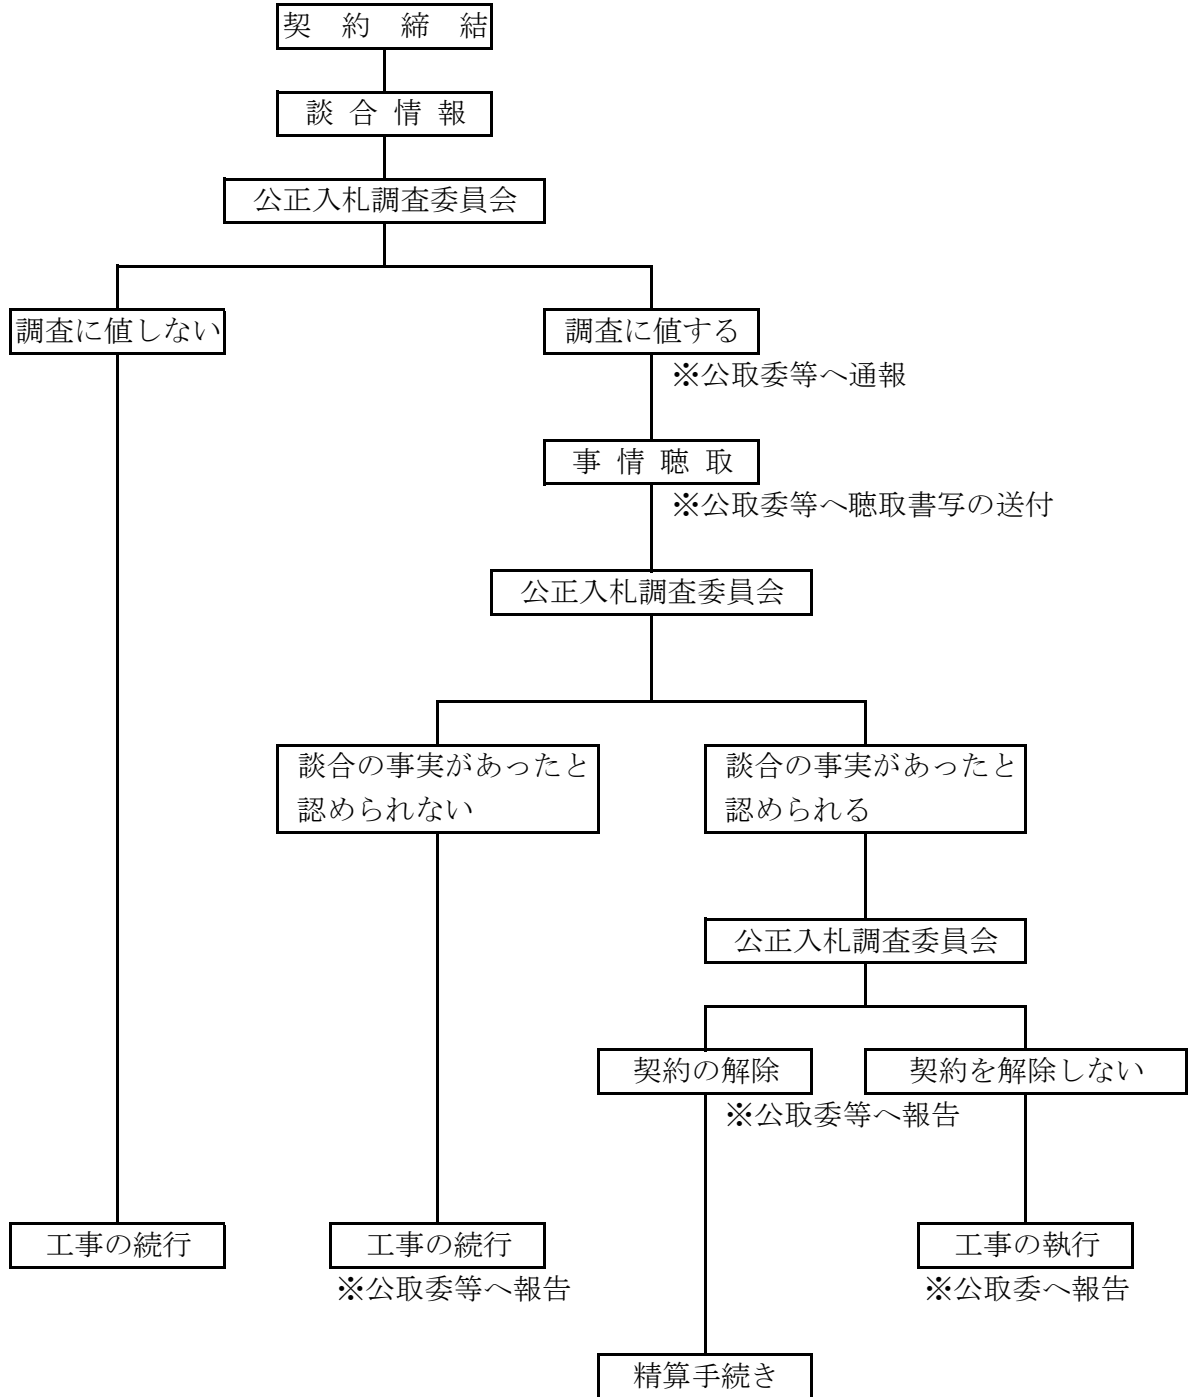 契　約　締　結
談 合 情 報
公正入札調査委員会
調査に値しない
調査に値する
※公取委等へ通報
事 情 聴 取
※公取委等へ聴取書写の送付
公正入札調査委員会
談合の事実があったと
認められない
談合の事実があったと
認められる
公正入札調査委員会
契約の解除
契約を解除しない
※公取委等へ報告
工事の続行
工事の続行
工事の執行
※公取委等へ報告
※公取委へ報告
精算手続き